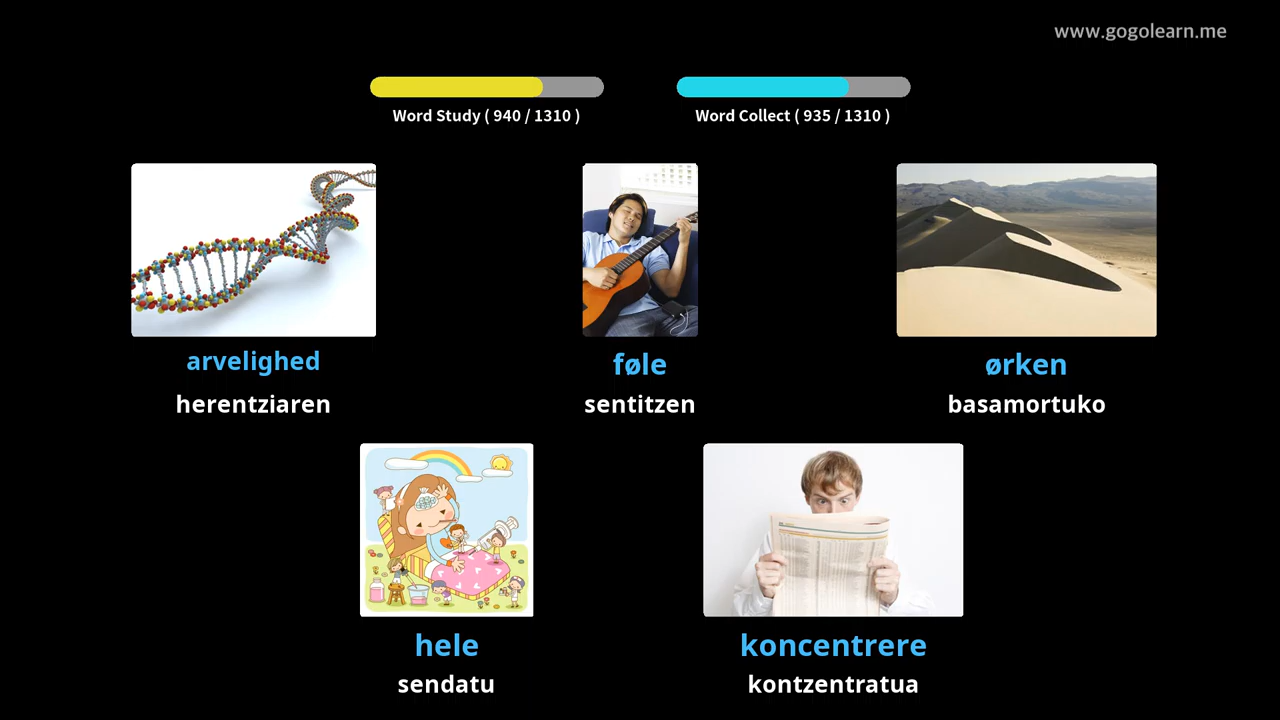 www.gogolearn.me
Word Study ( 940 / 1310 )
Word Collect ( 935 / 1310 )
arvelighed
føle
ørken
herentziaren
sentitzen
basamortuko
hele
koncentrere
sendatu
kontzentratua